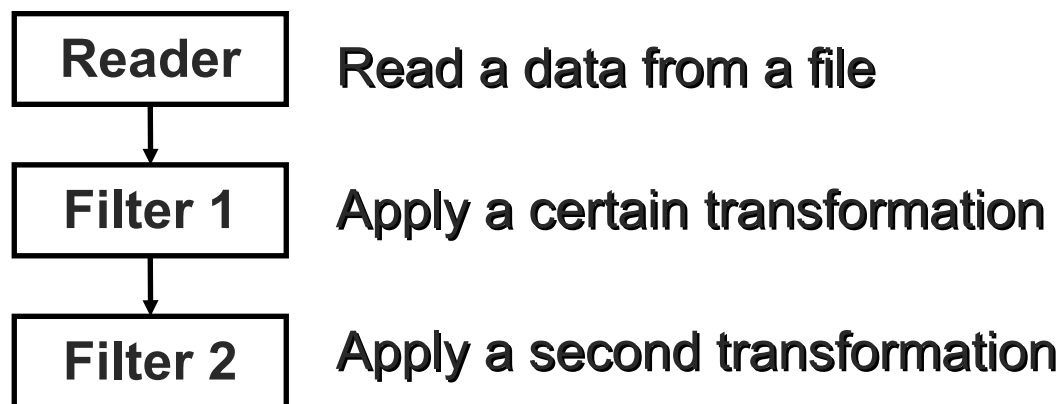 Reader
Read a data from a file
Filter 1
Apply a certain transformation
Filter 2
Apply a second transformation